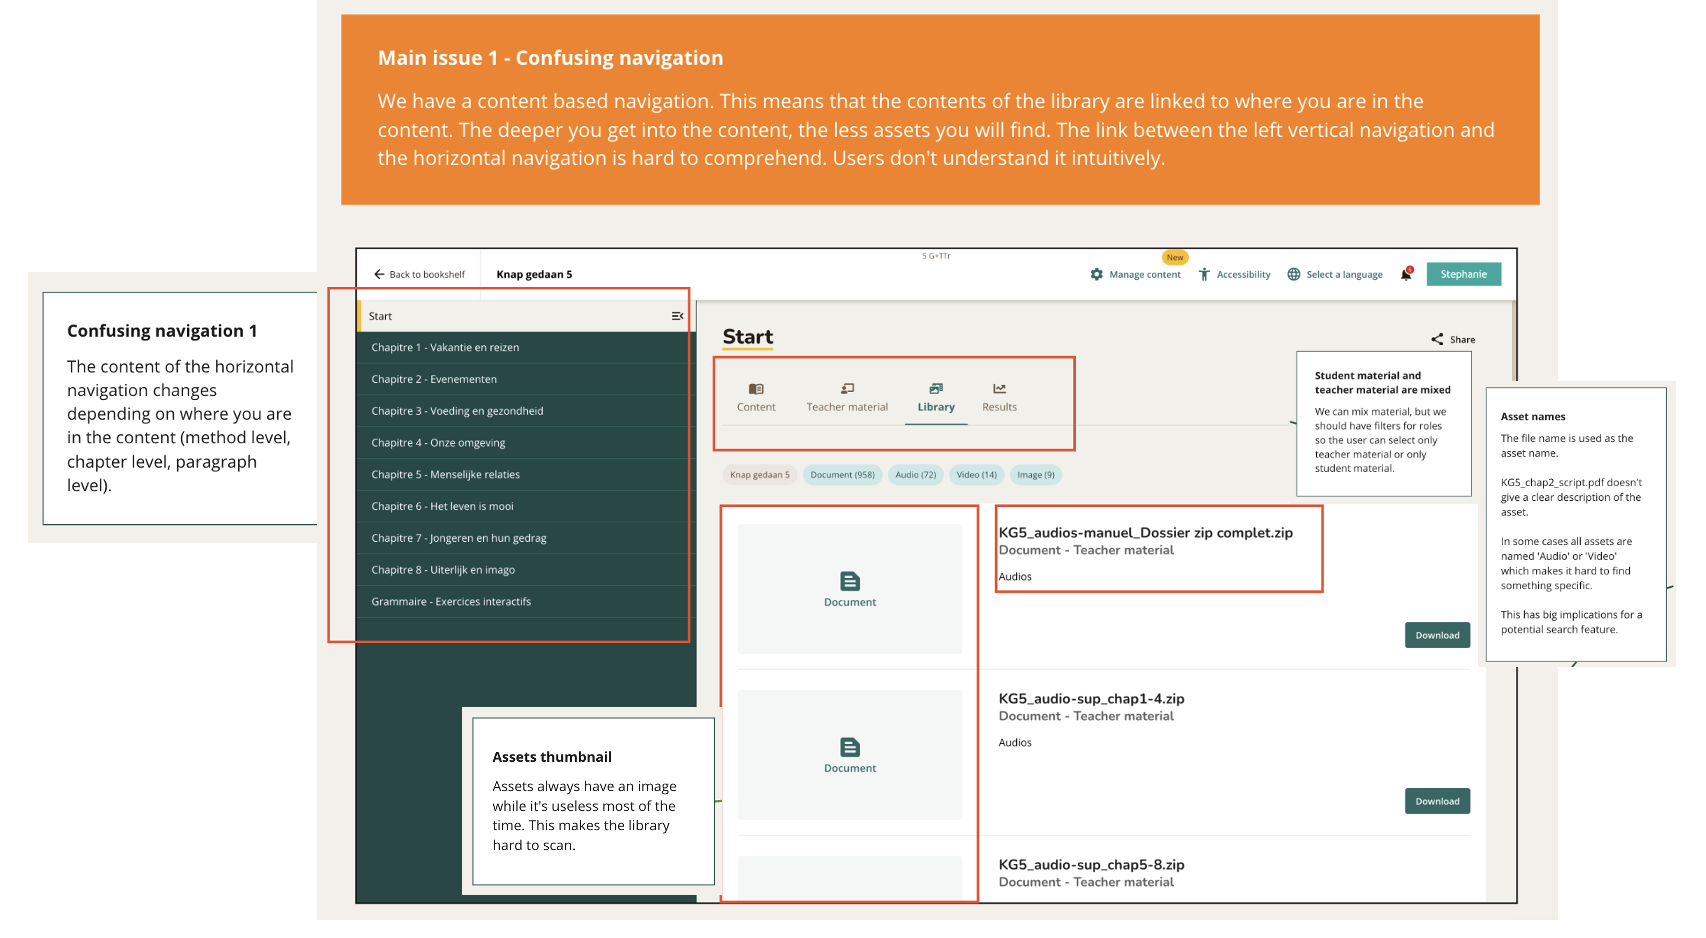 Main issue 1 - Confusing navigation
We have a content based navigation. This means that the contents of the library are linked to where you are in the
content. The deeper you get into the content, the less assets you will find. The link between the left vertical navigation and
the horizontal navigation is hard to comprehend. Users don't understand it intuitively.
Confusing navigation 1
The content of the horizontal
navigation changes
depending on where you are
in the content (method level,
chapter level, paragraph
level).
Back to bookshelf
Knap gedaan 5
5 G+TTr
New
Manage content
Accessibility
Select a language
Stephanie
Start
Chapitre 1 - Vakantie en reizen
Chapitre 2 - Evenementen
Chapitre 3 - Voeding en gezondheid
Chapitre 4 - Onze omgeving
Chapitre 5 - Menselijke relaties
Chapitre 6 - Het leven is mooi
Chapitre 7 - Jongeren en hun gedrag
Chapitre 8 - Uiterlijk en imago
Grammaire - Exercices interactifs
Start
Share
Content
Teacher material
Library
Results
Knap gedaan 5
Document (958)
Audio (72)
Video (14)
Image (9)
Student material and
teacher material are mixed
We can mix material, but we
should have filters for roles
so the user can select only
teacher material or only
student material.
Asset names
The file name is used as the
asset name.
KG5_chap2_script.pdf doesn't
give a clear description of the
asset.
In some cases all assets are
named 'Audio' or 'Video'
which makes it hard to find
something specific.
This has big implications for a
potential search feature.
Document
KG5_audios-manuel_Dossier zip complet.zip
Document - Teacher material
Audios
Download
Document
KG5_audio-sup_chap1-4.zip
Document - Teacher material
Audios
Download
KG5_audio-sup_chap5-8.zip
Document - Teacher material
Assets thumbnail
Assets always have an image
while it's useless most of the
time. This makes the library
hard to scan.